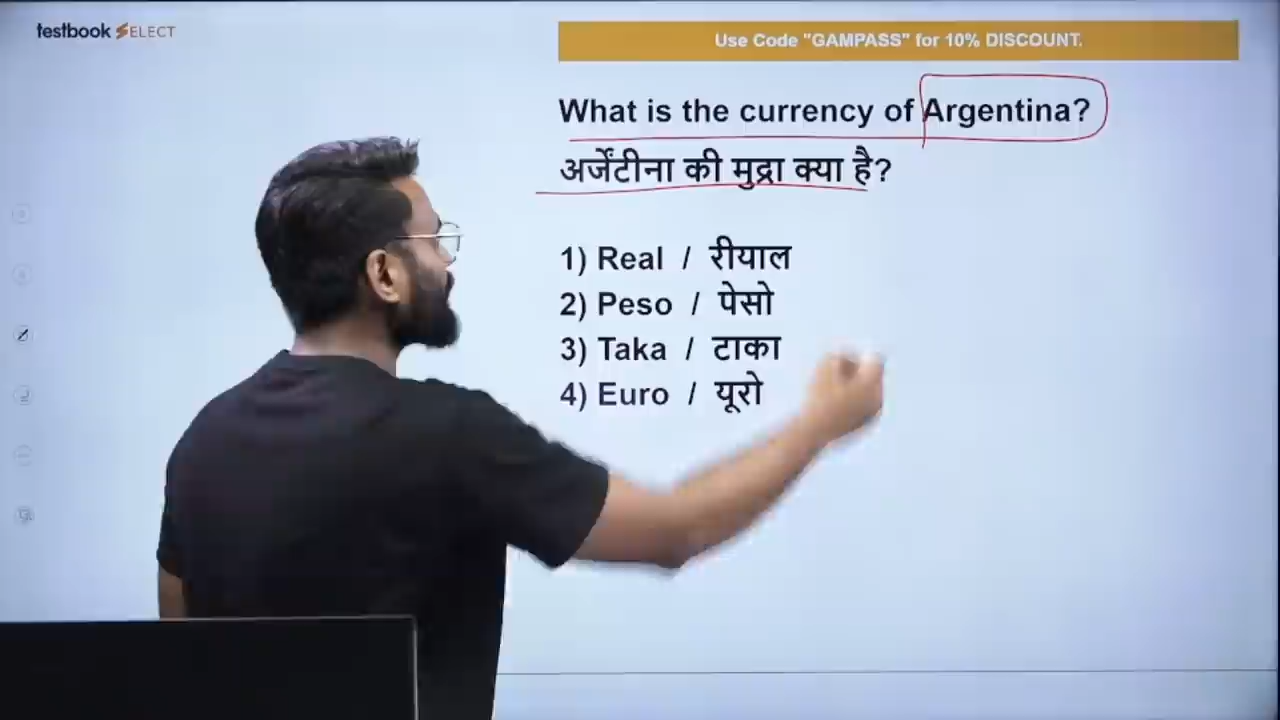 testbook SELECT
Use Code "GAMPASS" for 10% DISCOUNT.
What is the currency of Argentina?
अर्जेंटीना की मुद्रा क्या है?
1) Real / रीयाल
2) Peso / पेसो
3) Taka / टाका
4) Euro / यूरो